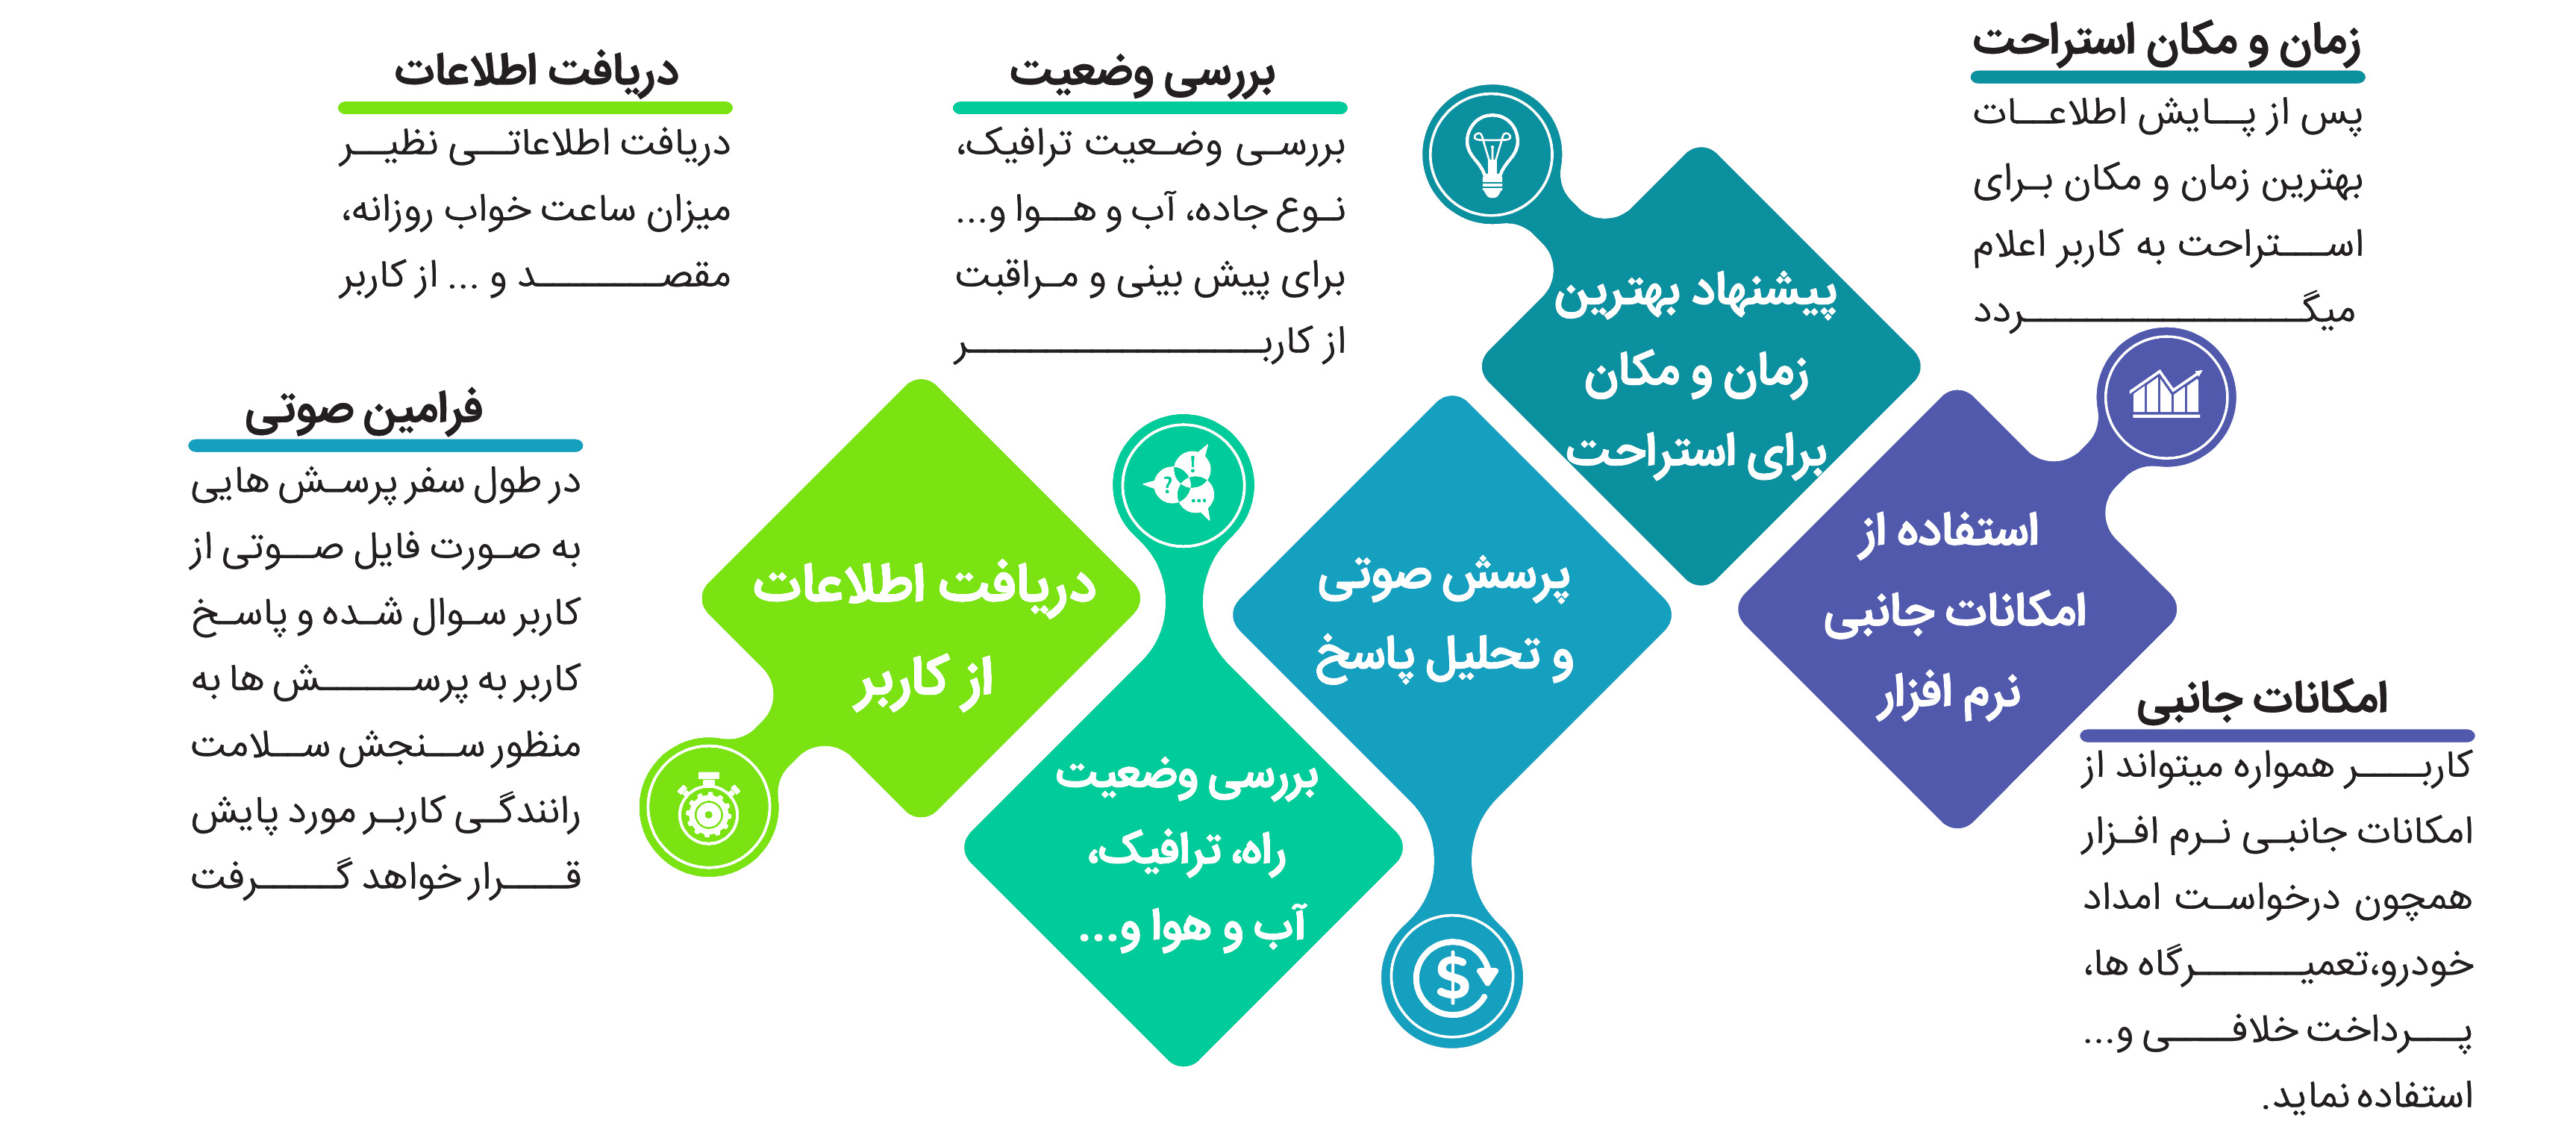 زمان و مکان استراحت
پس از پایش اطلاعات
بهترین زمان و مکان برای
استراحت به کاربر اعلام
میگردد
بررسی وضعیت
بررسی وضعیت ترافیک،
نوع جاده، آب و هوا و...
برای پیش بینی و مراقبت
از کاربر
دریافت اطلاعات
دریافت اطلاعاتی نظیر
میزان ساعت خواب روزانه،
مقصد و ... از کاربر
فرامین صوتی
در طول سفر پرسش هایی
به صورت فایل صوتی از
کاربر سوال شده و پاسخ
کاربر به پرسش ها به
منظور سنجش سلامت
رانندگی کاربر مورد پایش
قرار خواهد گرفت
دریافت اطلاعات
از کاربر
بررسی وضعیت
راه، ترافیک،
آب و هوا و...
پرسش صوتی
و تحلیل پاسخ
$
پیشنهاد بهترین
زمان و مکان
برای استراحت
استفاده از
امکانات جانبی
نرم افزار
امکانات جانبی
کاربر همواره میتواند از
امکانات جانبی نرم افزار
همچون درخواست امداد
خودرو،تعمیرگاه ها،
پرداخت خلافی و...
استفاده نماید.
! ? ...